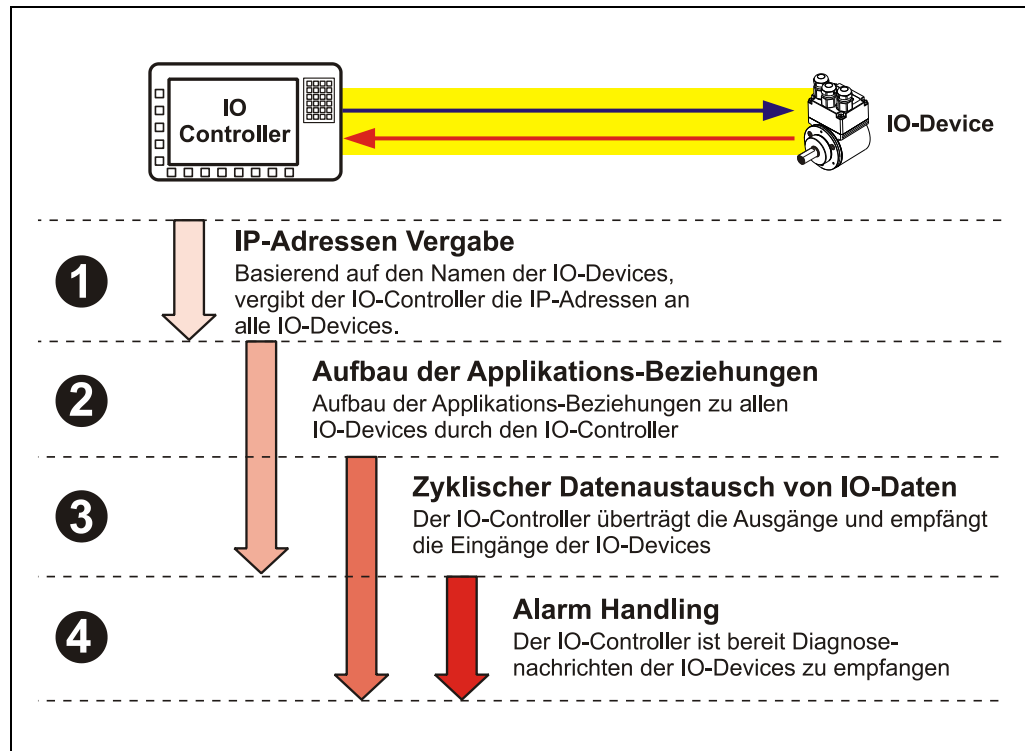 IO
Controller
IO-Device
1
IP-Adressen Vergabe
Basierend auf den Namen der IO-Devices,
vergibt der IO-Controller die IP-Adressen an
alle IO-Devices.
2
Aufbau der Applikations-Beziehungen
Aufbau der Applikations-Beziehungen zu allen
IO-Devices durch den IO-Controller
3
Zyklischer Datenaustausch von IO-Daten
Der IO-Controller überträgt die Ausgänge und empfängt
die Eingänge der IO-Devices
4
Alarm Handling
Der IO-Controller ist bereit Diagnose-
nachrichten der IO-Devices zu empfangen